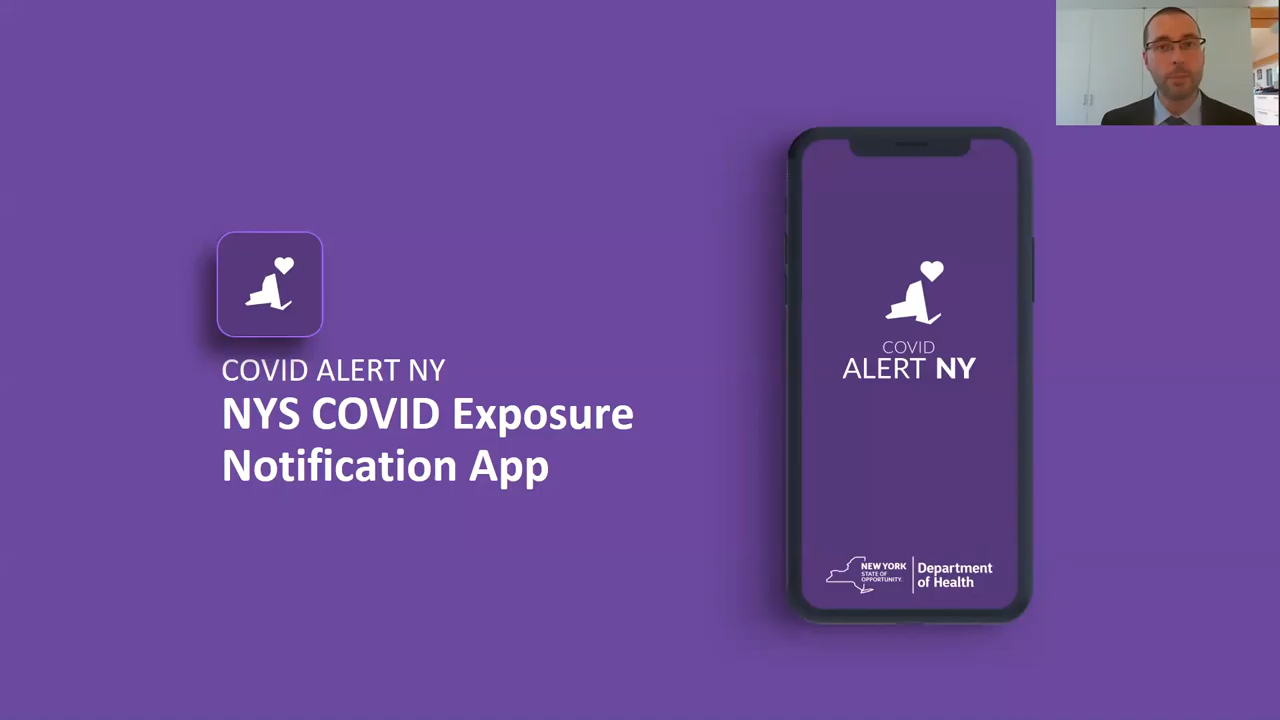 COVID ALERT NY
NYS COVID Exposure
Notification App
COVID
ALERT NY
NEW YORK
STATE OF
OPPORTUNITY.
Department
of Health